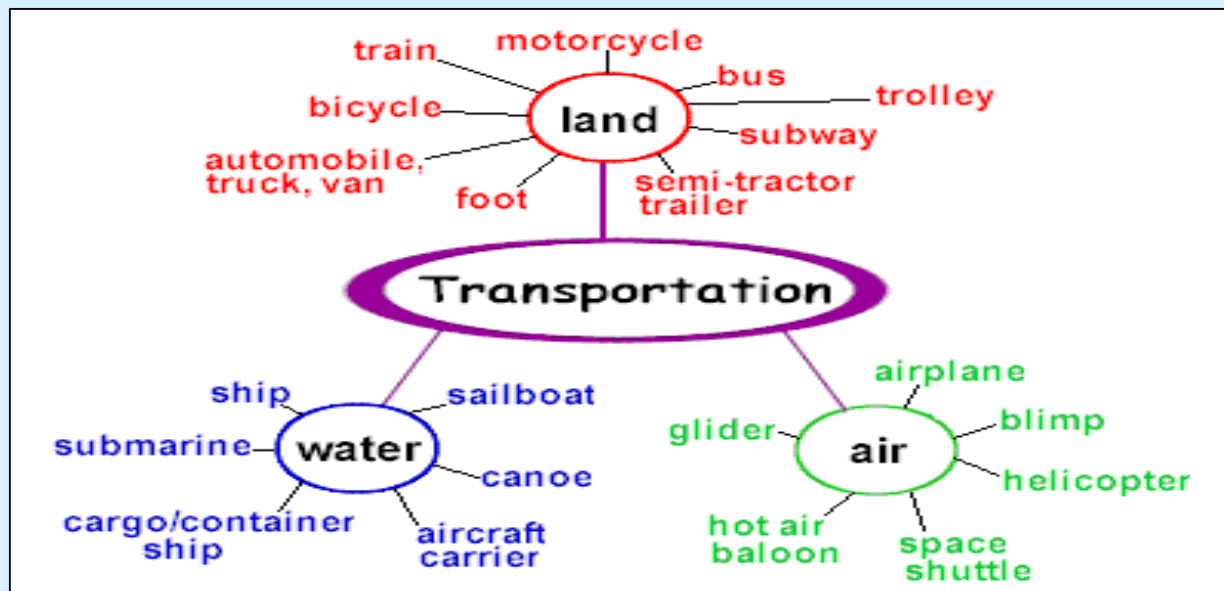 motorcycle
train
bus
trolley
bicycle
land
subway
automobile,
truck, van
foot
semi-tractor
trailer
Transportation
ship
sailboat
submarine
water
canoe
cargo/container
ship
aircraft
carrier
airplane
glider
blimp
air
helicopter
hot air
baloon
space
shuttle